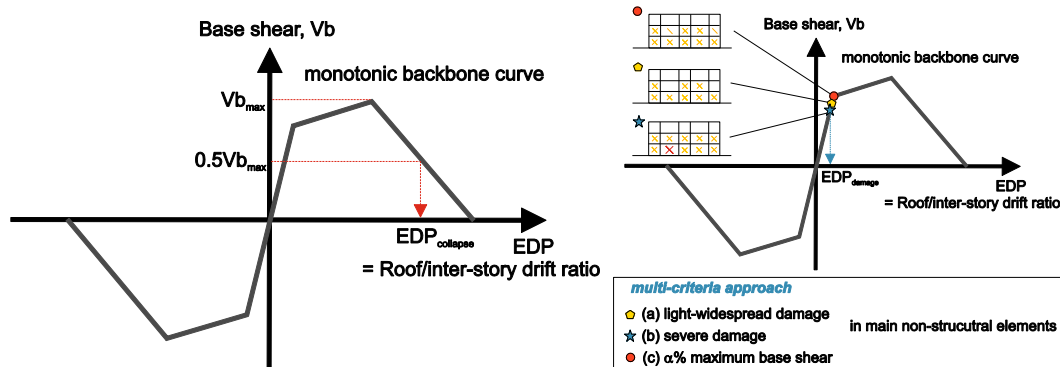 Base shear, Vb
monotonic backbone curve
Vbmax
0.5Vbmax
EDPcollapse
EDP
= Roof/inter-story drift ratio
Base shear, Vb
monotonic backbone curve
EDPdamage
EDP
= Roof/inter-story drift ratio
multi-criteria approach
(a) light-widespread damage
(b) severe damage
(c) α% maximum base shear
in main non-strucutral elements